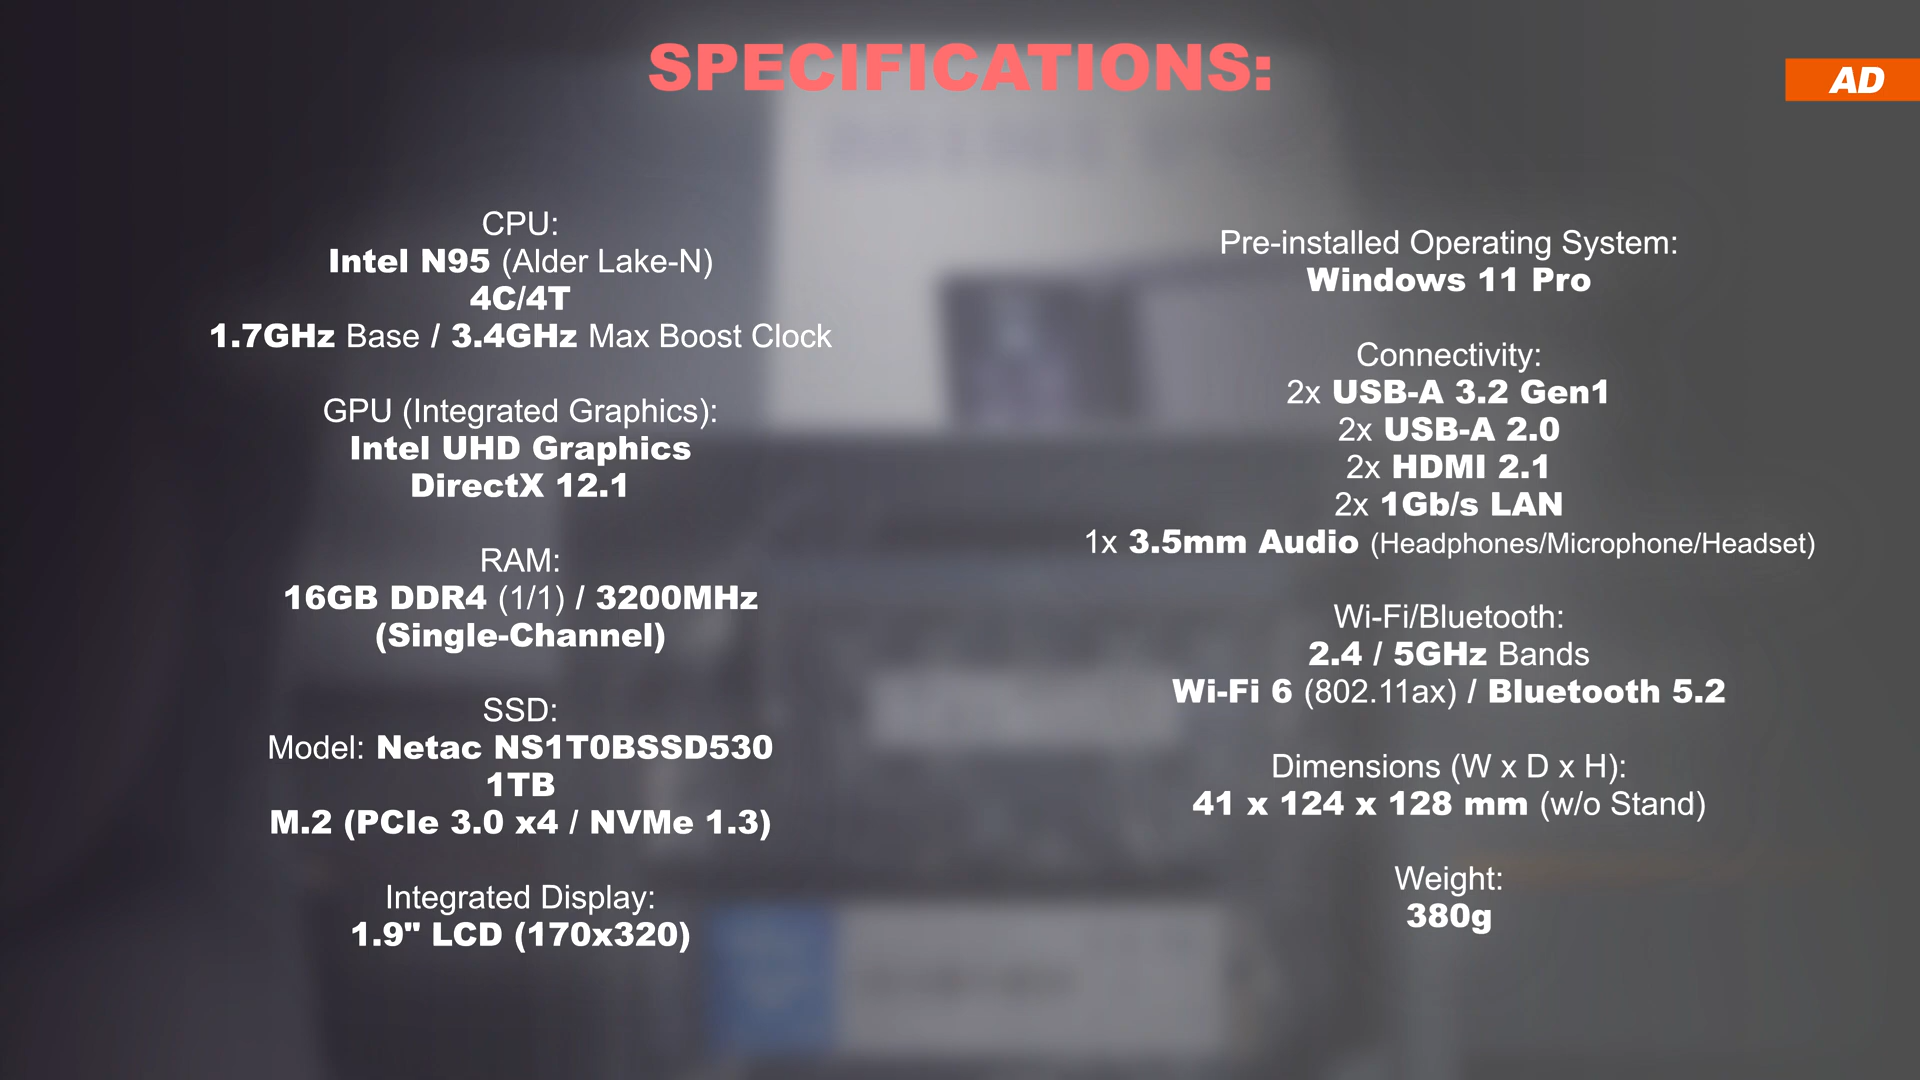 SPECIFICATIONS:
AD
CPU:
Intel N95 (Alder Lake-N)
4C/4T
1.7GHz Base / 3.4GHz Max Boost Clock
GPU (Integrated Graphics):
Intel UHD Graphics
DirectX 12.1
RAM:
16GB DDR4 (1/1) / 3200MHz
(Single-Channel)
SSD:
Model: Netac NS1T0BSSD530
1TB
M.2 (PCIe 3.0 x4 / NVMe 1.3)
Integrated Display:
1.9" LCD (170x320)
Pre-installed Operating System:
Windows 11 Pro
Connectivity:
2x USB-A 3.2 Gen1
2x USB-A 2.0
2x HDMI 2.1
2x 1Gb/s LAN
1x 3.5mm Audio (Headphones/Microphone/Headset)
Wi-Fi/Bluetooth:
2.4 / 5GHz Bands
Wi-Fi 6 (802.11ax) / Bluetooth 5.2
Dimensions (W x D x H):
41 x 124 x 128 mm (w/o Stand)
Weight:
380g